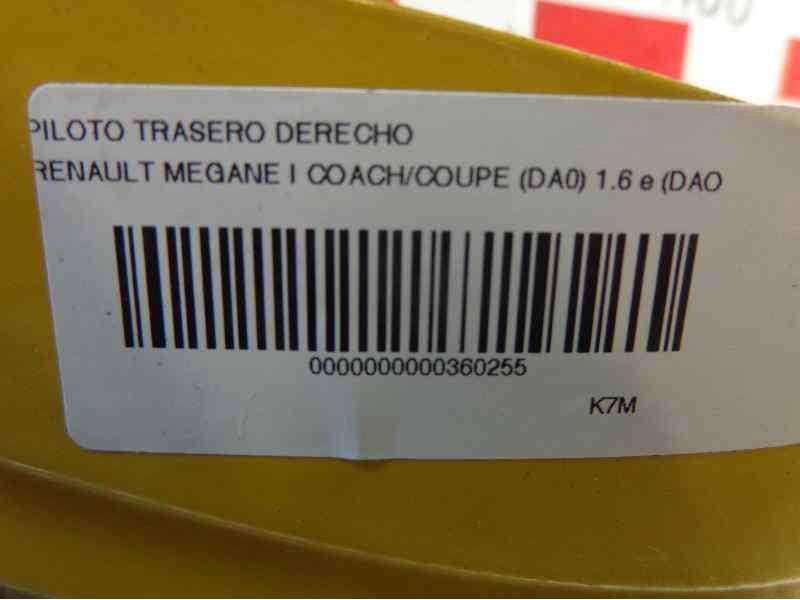 PILOTO TRASERO DERECHO
RENAULT MEGANE I COACH/COUPE (DA0) 1.6 e (DAO
0000000000360255
K7M